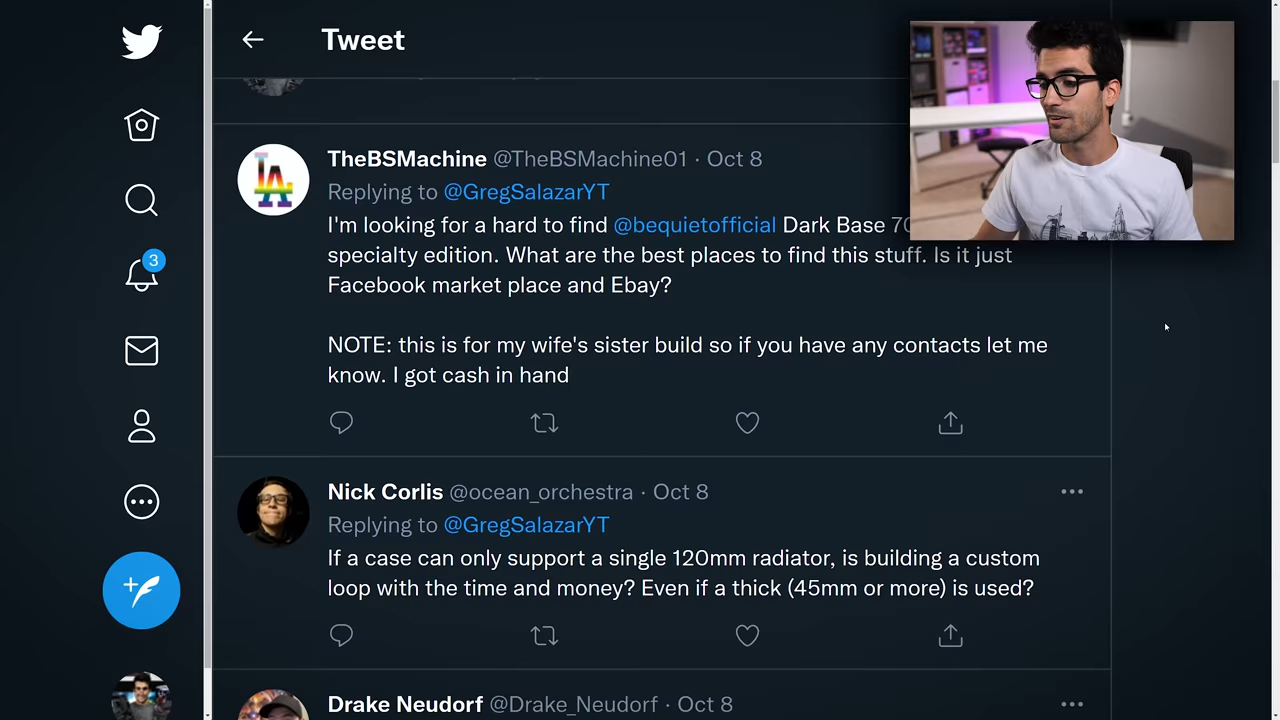 Tweet
TheBSMachine @TheBSMachine01 · Oct 8
Replying to @GregSalazarYT
I'm looking for a hard to find @bequietofficial Dark Base
specialty edition. What are the best places to find this stuff. Is it just
Facebook market place and Ebay?
NOTE: this is for my wife's sister build so if you have any contacts let me
know. I got cash in hand
3
Nick Corlis @ocean_orchestra · Oct 8
Replying to @GregSalazarYT
If a case can only support a single 120mm radiator, is building a custom
loop with the time and money? Even if a thick (45mm or more) is used?
Drake Neudorf @Drake_Neudorf · Oct 8
LA